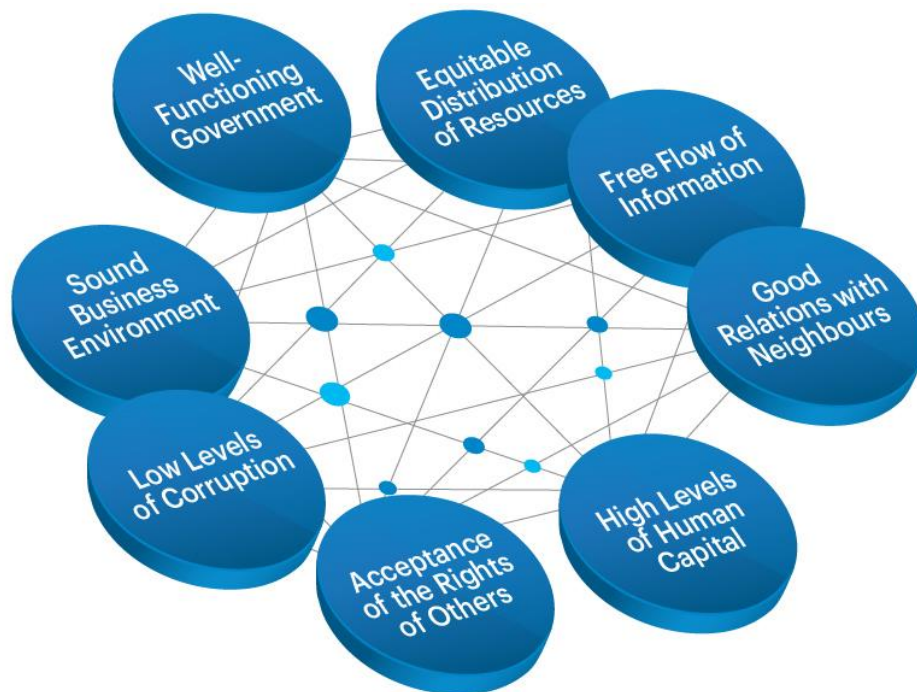 Well-
Functioning
Government
Equitable
Distribution
of Resources
Free Flow of
Information
Good
Relations with
Neighbours
High Levels
of Human
Capital
Acceptance
of the Rights
of Others
Low Levels
of Corruption
Sound
Business
Environment